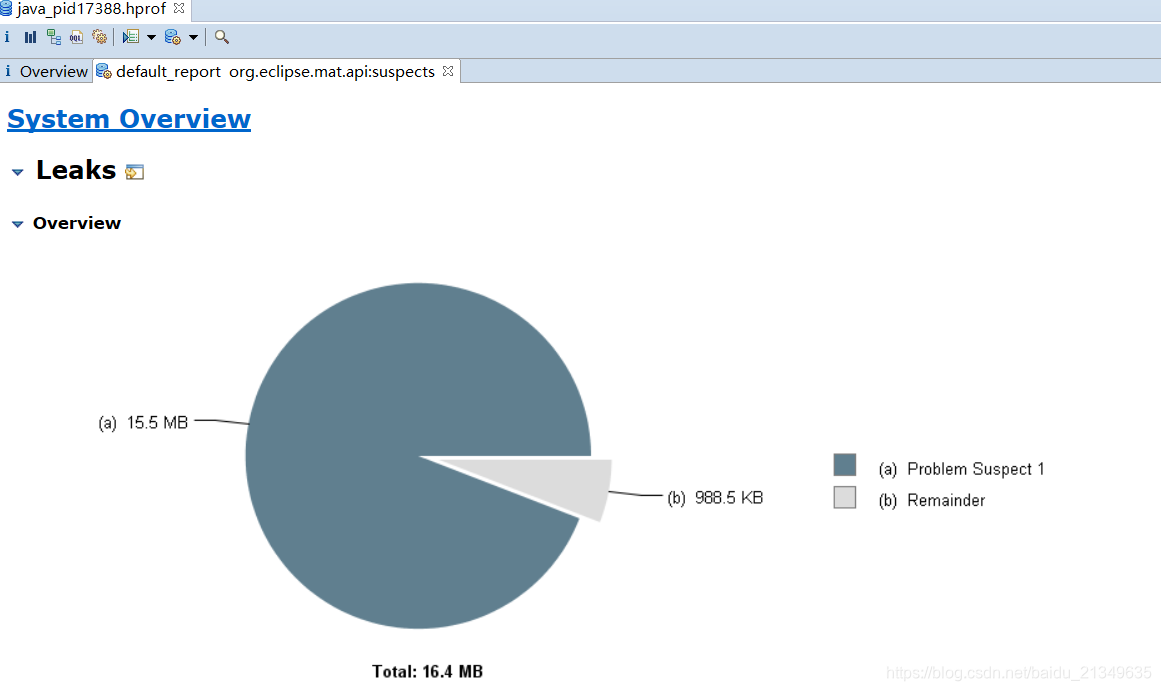 java_pid17388.hprof
i Overview default_report org.eclipse.mat.api:suspects
System Overview
Leaks
Overview
(a) 15.5 MB
(b) 988.5 KB
(a) Problem Suspect 1
(b) Remainder
Total: 16.4 MB
https://blog.csdn.net/baidu_21349635